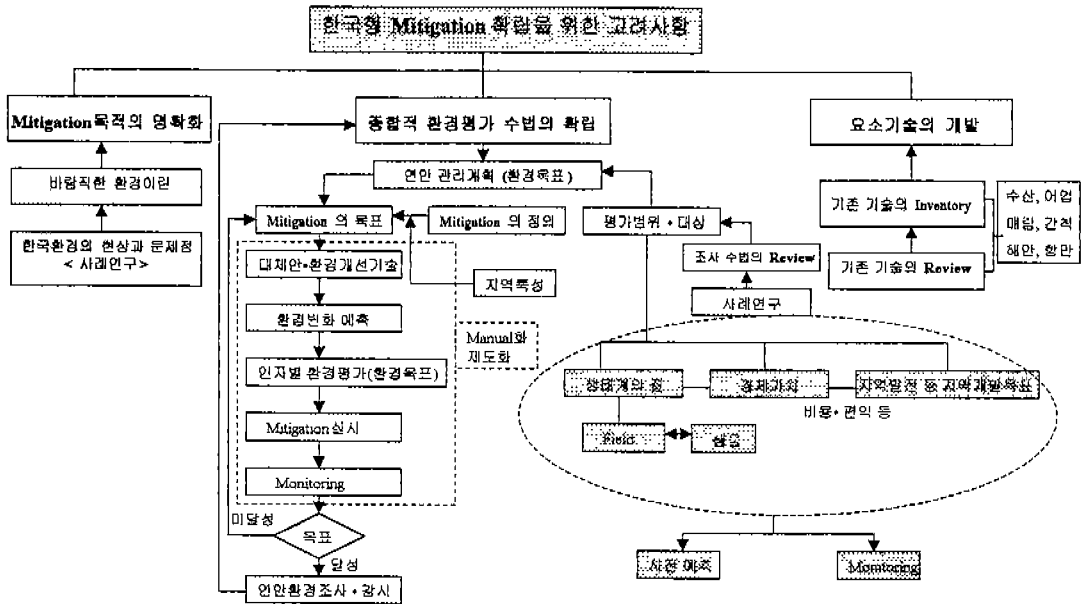 한국형 Mitigation 확립을 위한 고려사항
Mitigation목적의 명확화
종합적 환경평가 수법의 확립
요소기술의 개발
바람직한 환경이란
한국환경의 현상과 문제점
< 사례연구>
연안 관리계획 (환경목표)
Mitigation 의 목표
Mitigation 의 정의
평가범위・대상
대체안・환경개선기술
지역특성
환경변화 예측
인자별 환경평가(환경목표)
Mitigation실시
Monitoring
Manual화
제도화
미달성
목표
달성
연안환경조사・감시
조사 수법의 Review
사례연구
기존 기술의 Inventory
기존 기술의 Review
수산, 어업
매립, 간척
해안, 항만
생태계의 질
경제가치
지역발전 등 지역개발목표
비용・편익 등
Field
사전 예측
Monitoring